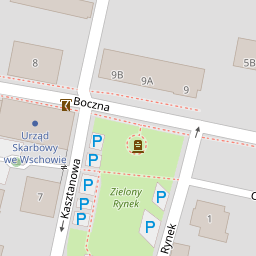 8
9B
9A
9
5B
Boczna
Urząd
Skarbowy
we Wschowie
Kasztanowa
P
P
P
P
P
P
P
P
Zielony
Rynek
7
1
Rynek